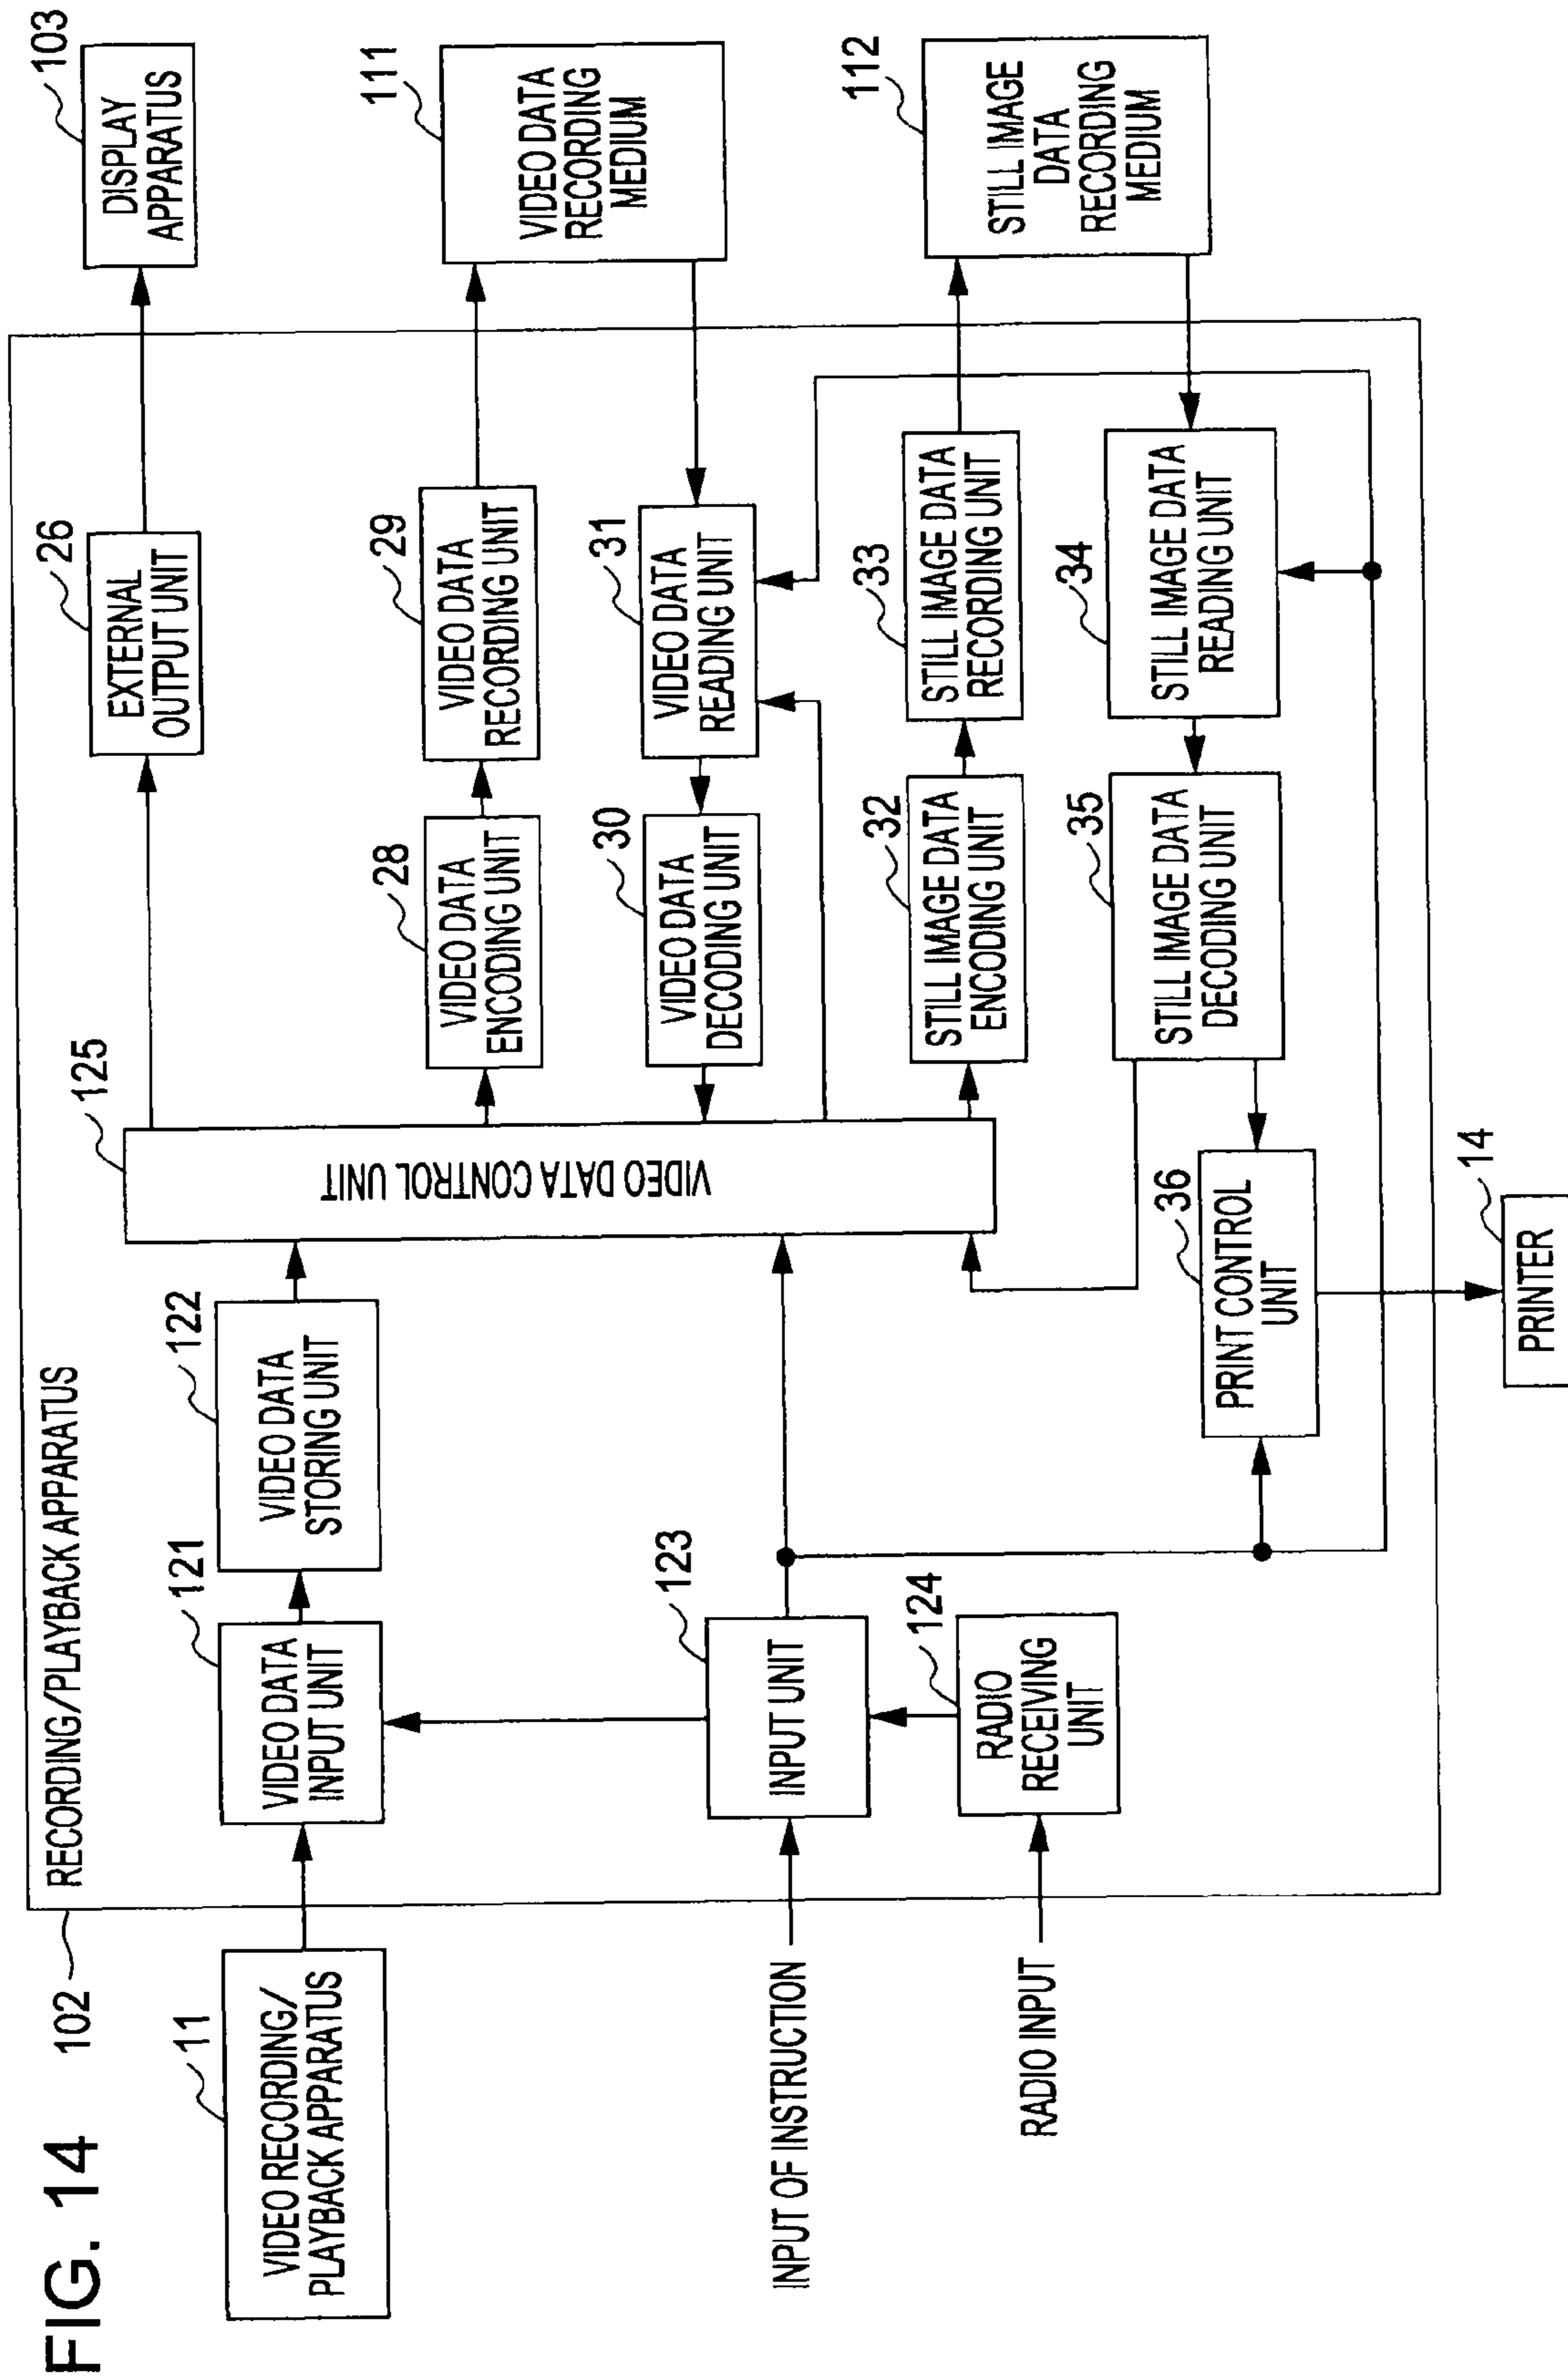 FIG. 14
102
RECORDING/PLAYBACK APPARATUS
11
VIDEO RECORDING/
PLAYBACK APPARATUS
121
VIDEO DATA
INPUT UNIT
122
VIDEO DATA
STORING UNIT
INPUT OF INSTRUCTION
123
INPUT UNIT
RADIO INPUT
124
RADIO
RECEIVING
UNIT
125
VIDEO DATA CONTROL UNIT
26
EXTERNAL
OUTPUT UNIT
103
DISPLAY
APPARATUS
28
VIDEO DATA
ENCODING UNIT
29
VIDEO DATA
RECORDING UNIT
111
VIDEO DATA
RECORDING
MEDIUM
30
VIDEO DATA
DECODING UNIT
31
VIDEO DATA
READING UNIT
32
STILL IMAGE DATA
ENCODING UNIT
33
STILL IMAGE DATA
RECORDING UNIT
112
STILL IMAGE
DATA
RECORDING
MEDIUM
35
STILL IMAGE DATA
DECODING UNIT
34
STILL IMAGE DATA
READING UNIT
36
PRINT CONTROL
UNIT
14
PRINTER